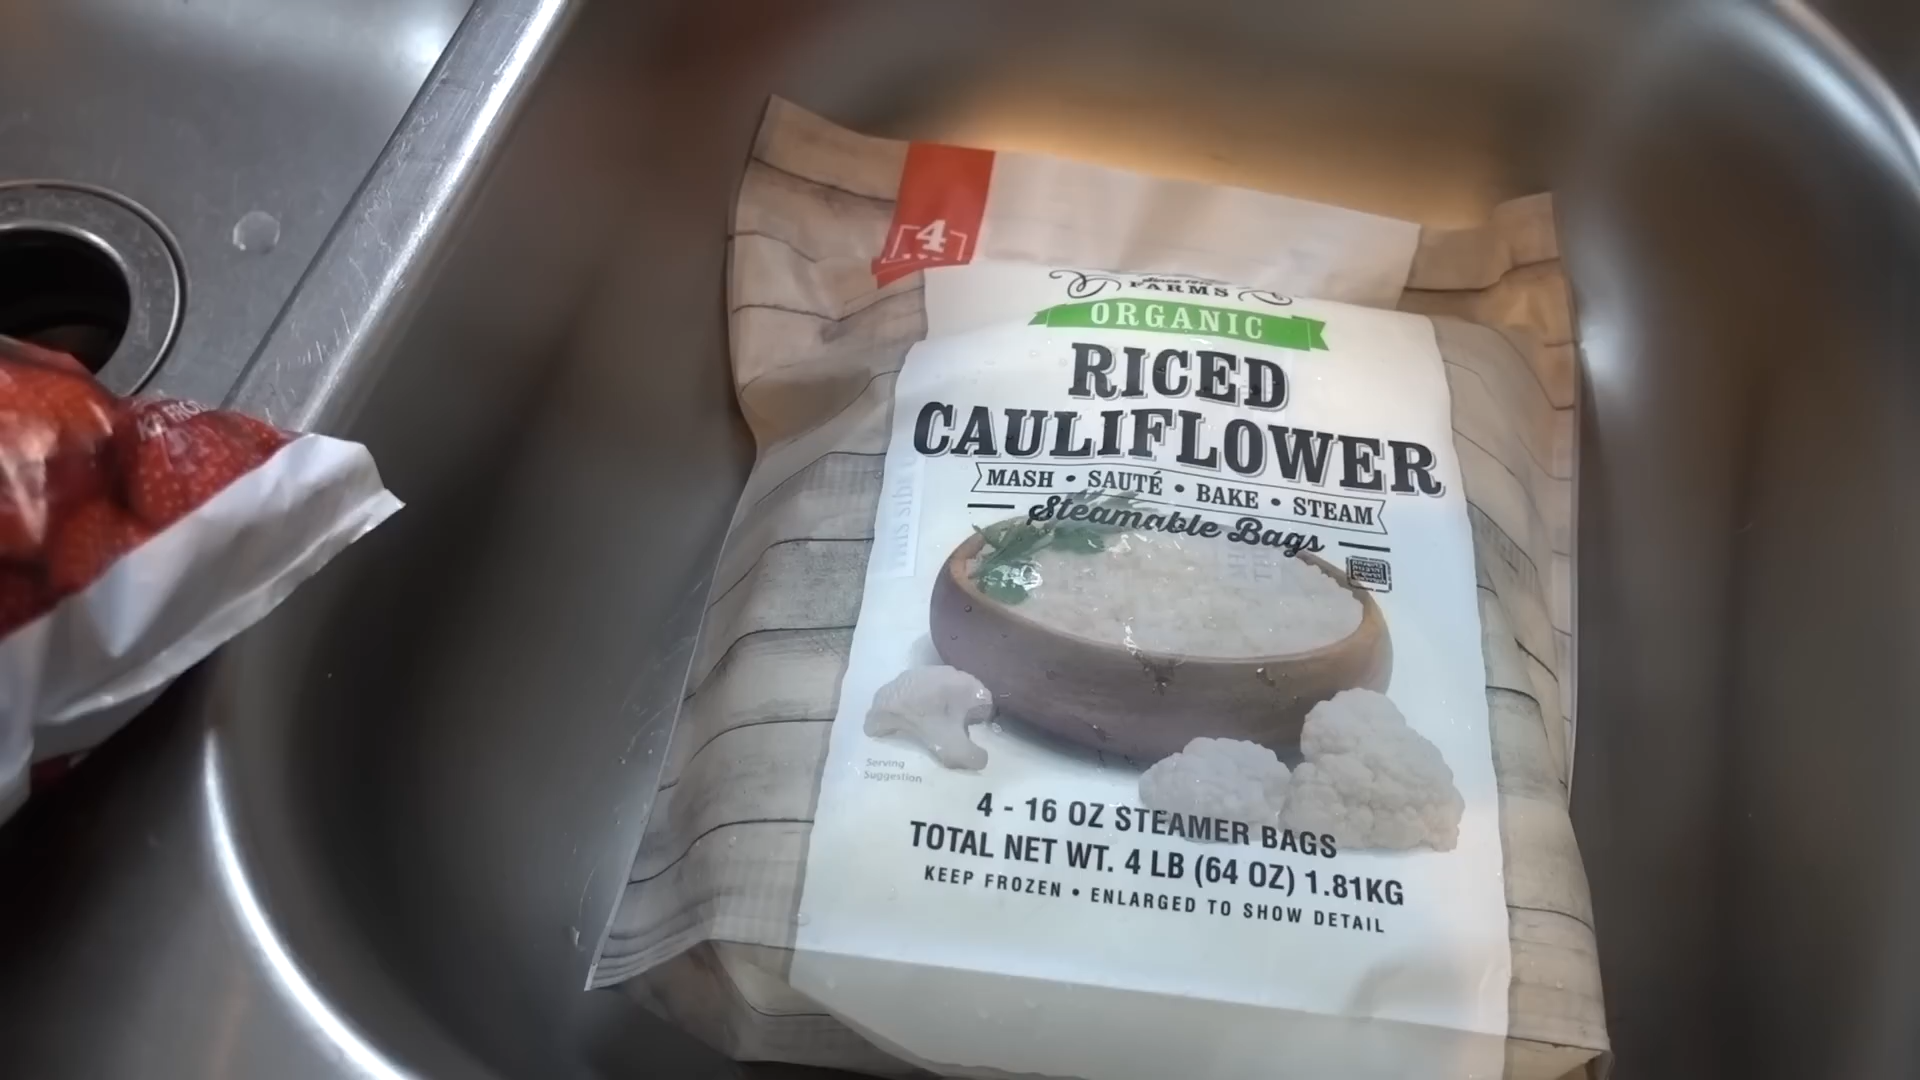 4
FARMS
ORGANIC
RICED
CAULIFLOWER
MASH • SAUTÉ • BAKE • STEAM
Steamable Bags
Serving
Suggestion
4 - 16 OZ STEAMER BAGS
TOTAL NET WT. 4 LB (64 OZ) 1.81KG
KEEP FROZEN • ENLARGED TO SHOW DETAIL